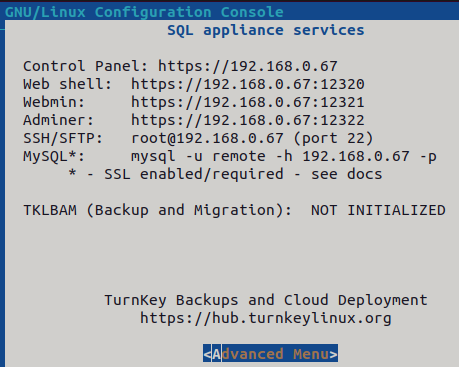 GNU/Linux Configuration Console
SQL appliance services
Control Panel: https://192.168.0.67
Web shell: https://192.168.0.67:12320
Webmin: https://192.168.0.67:12321
Adminer: https://192.168.0.67:12322
SSH/SFTP: root@192.168.0.67 (port 22)
MySQL*: mysql -u remote -h 192.168.0.67 -p
* - SSL enabled/required - see docs
TKLBAM (Backup and Migration): NOT INITIALIZED
TurnKey Backups and Cloud Deployment
https://hub.turnkeylinux.org
<Advanced Menu>